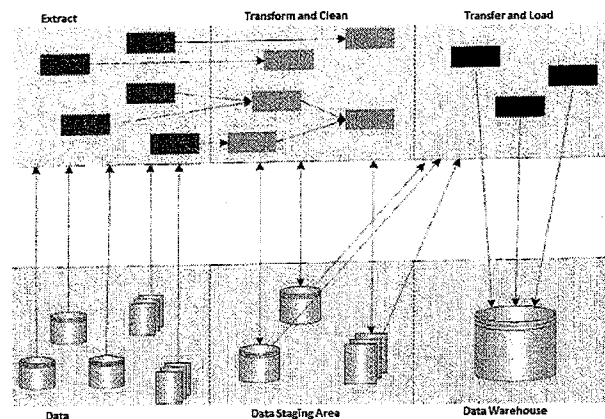 Extract
Transform and Clean
Transfer and Load
Data
Data Staging Area
Data Warehouse